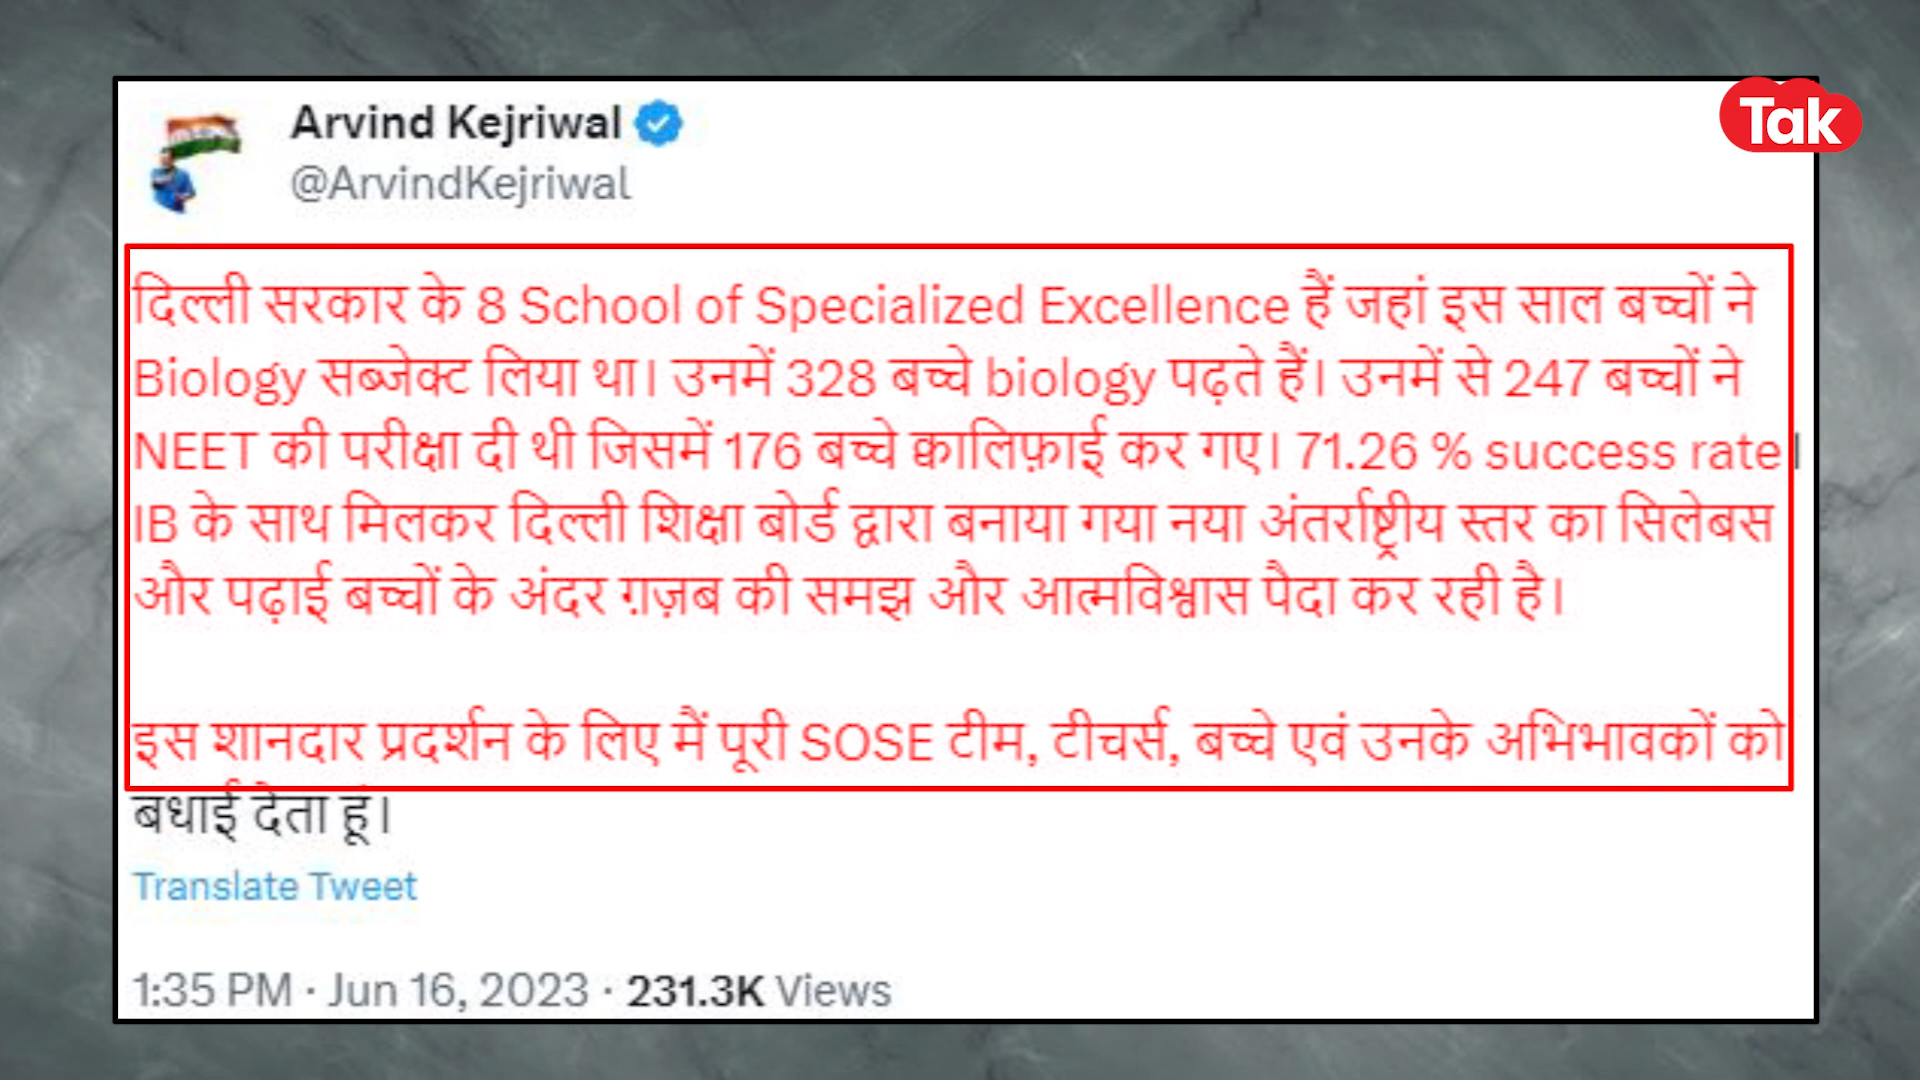 Tak
Arvind Kejriwal
@ArvindKejriwal
दिल्ली सरकार के 8 School of Specialized Excellence हैं जहां इस साल बच्चों ने
Biology सब्जेक्ट लिया था। उनमें 328 बच्चे biology पढ़ते हैं। उनमें से 247 बच्चों ने
NEET की परीक्षा दी थी जिसमें 176 बच्चे क्वालिफ़ाई कर गए। 71.26 % success rate।
IB के साथ मिलकर दिल्ली शिक्षा बोर्ड द्वारा बनाया गया नया अंतर्राष्ट्रीय स्तर का सिलेबस
और पढ़ाई बच्चों के अंदर ग़ज़ब की समझ और आत्मविश्वास पैदा कर रही है।
इस शानदार प्रदर्शन के लिए मैं पूरी SOSE टीम, टीचर्स, बच्चे एवं उनके अभिभावकों को
बधाई देता हूं।
Translate Tweet
1:35 PM · Jun 16, 2023 · 231.3K Views